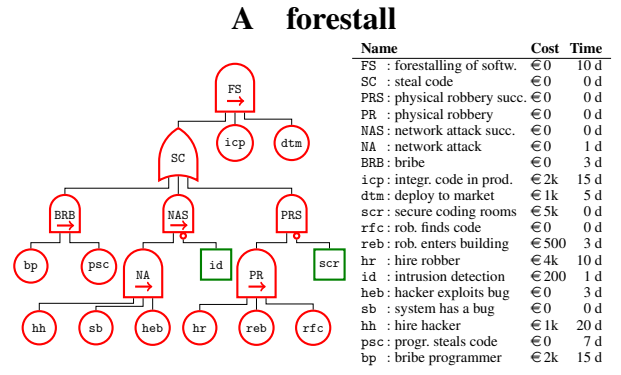 A forestall
Name Cost Time
FS : forestalling of softw. €0 10 d
SC : steal code €0 0 d
PRS : physical robbery succ. €0 0 d
PR : physical robbery €0 0 d
NAS : network attack succ. €0 0 d
NA : network attack €0 1 d
BRB : bribe €0 3 d
icp : integr. code in prod. €2k 15 d
dtm : deploy to market €1k 5 d
scr : secure coding rooms €5k 0 d
rfc : rob. finds code €0 0 d
reb : rob. enters building €500 3 d
hr : hire robber €4k 10 d
id : intrusion detection €200 1 d
heb : hacker exploits bug €0 3 d
sb : system has a bug €0 0 d
hh : hire hacker €1k 20 d
psc : progr. steals code €0 7 d
bp : bribe programmer €2k 15 d
FS
SC icp dtm
BRB NAS PRS
bp psc NA id PR scr
hh sb heb hr reb rfc